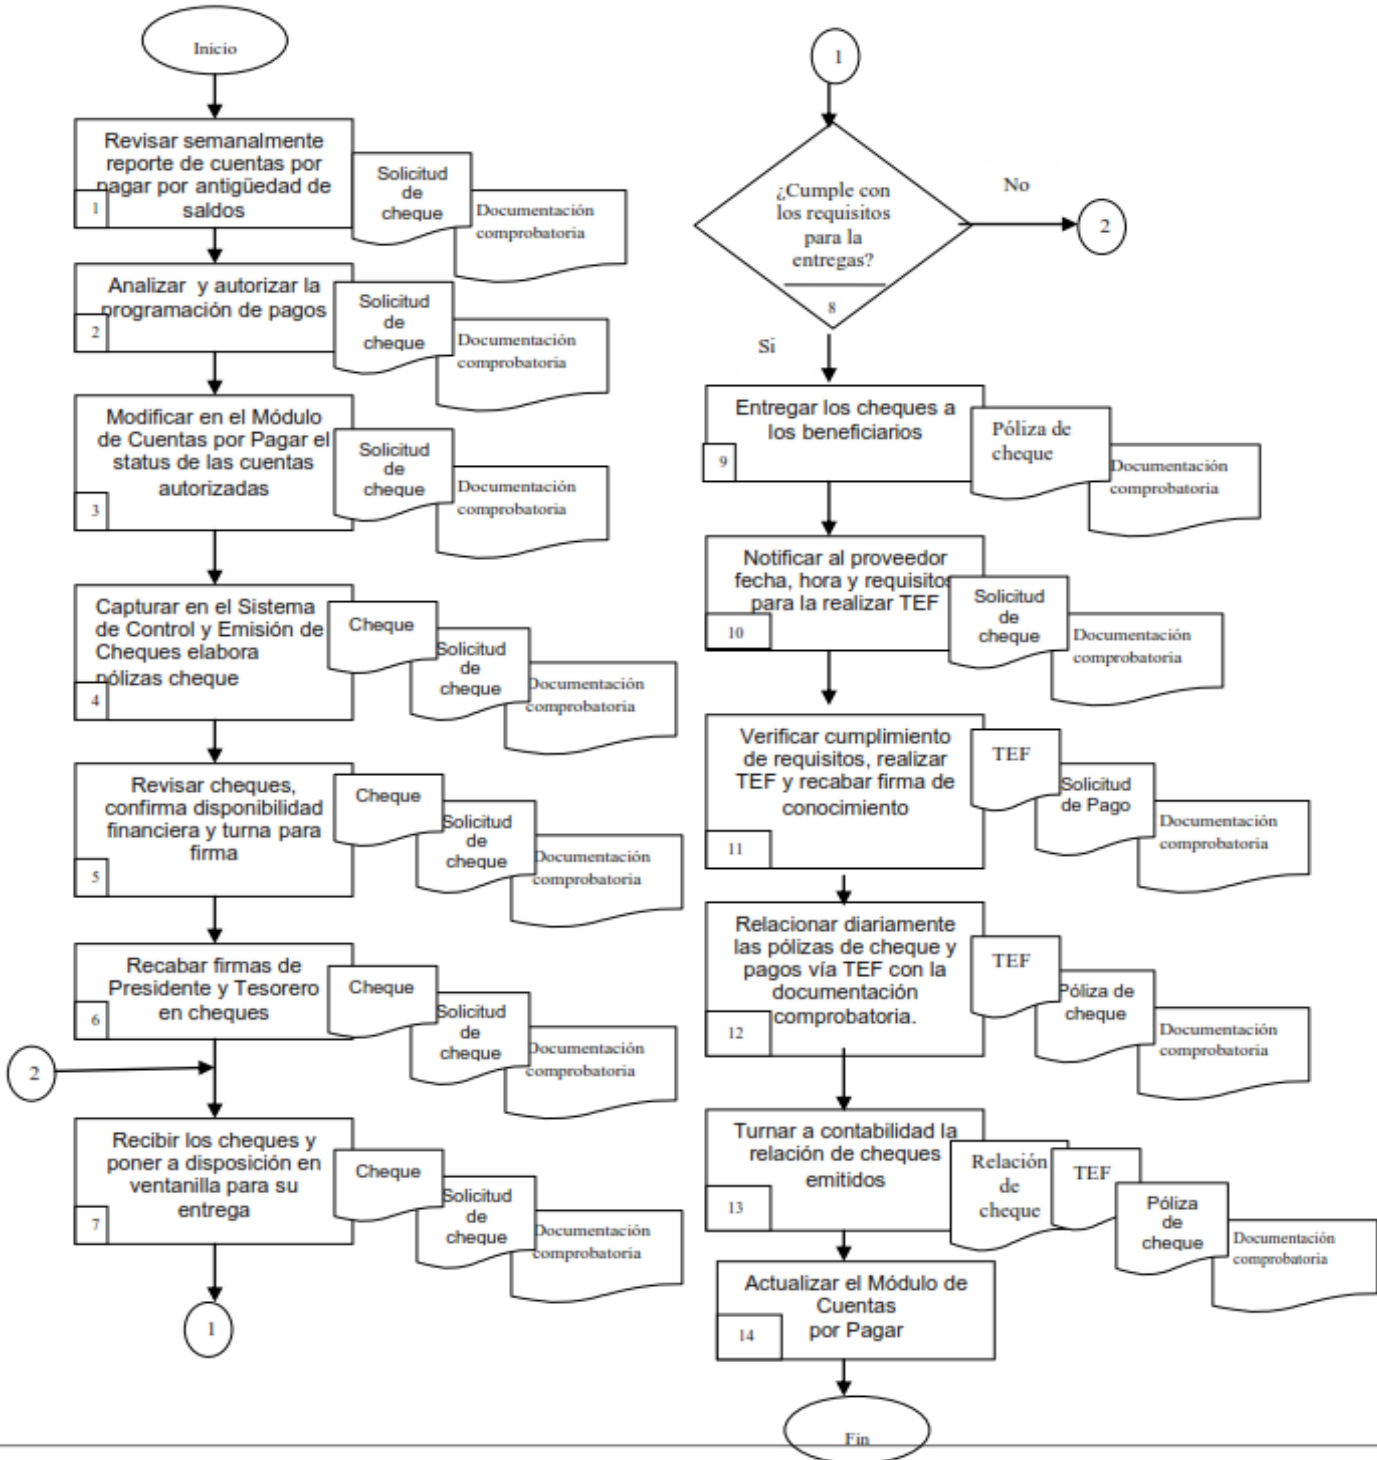 Inicio
Revisar semanalmente
reporte de cuentas por
pagar por antigüedad de
saldos
1
Solicitud
de
cheque
Documentación
comprobatoria
Analizar y autorizar la
programación de pagos
2
Solicitud
de
cheque
Documentación
comprobatoria
Modificar en el Módulo
de Cuentas por Pagar el
status de las cuentas
autorizadas
3
Solicitud
de
cheque
Documentación
comprobatoria
Capturar en el Sistema
de Control y Emisión de
Cheques elabora
pólizas cheque
4
Cheque
Solicitud
de
cheque
Documentación
comprobatoria
Revisar cheques,
confirma disponibilidad
financiera y turna para
firma
5
Cheque
Solicitud
de
cheque
Documentación
comprobatoria
Recabar firmas de
Presidente y Tesorero
en cheques
6
Cheque
Solicitud
de
cheque
Documentación
comprobatoria
2
Recibir los cheques y
poner a disposición en
ventanilla para su
entrega
7
Cheque
Solicitud
de
cheque
Documentación
comprobatoria
1
1
¿Cumple con
los requisitos
para la
entregas?
8
No
2
Si
Entregar los cheques a
los beneficiarios
9
Póliza de
cheque
Documentación
comprobatoria
Notificar al proveedor
fecha, hora y requisitos
para la realizar TEF
10
Solicitud
de
cheque
Documentación
comprobatoria
Verificar cumplimiento
de requisitos, realizar
TEF y recabar firma de
conocimiento
11
TEF
Solicitud
de Pago
Documentación
comprobatoria
Relacionar diariamente
las pólizas de cheque y
pagos vía TEF con la
documentación
comprobatoria.
12
TEF
Póliza de
cheque
Documentación
comprobatoria
Turnar a contabilidad la
relación de cheques
emitidos
13
Relación
de
cheque
TEF
Póliza
de
cheque
Documentación
comprobatoria
Actualizar el Módulo de
Cuentas
por Pagar
14
Fin